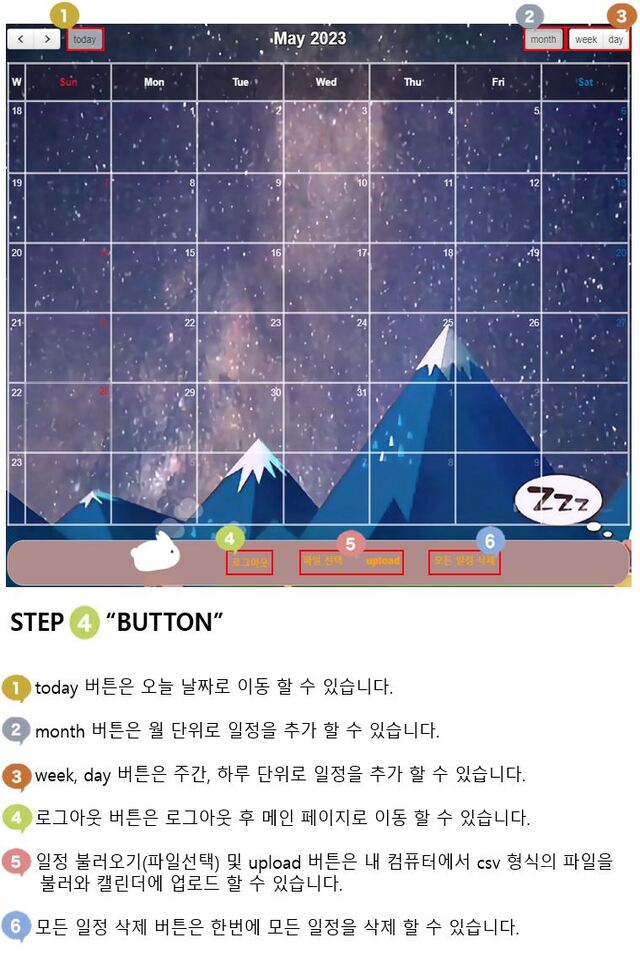 1
2
3
today
May 2023
month
week
day
W
Sun
Mon
Tue
Wed
Thu
Fri
Sat
18
1
2
3
4
5
6
19
7
8
9
10
11
12
13
20
14
15
16
17
18
19
20
21
21
22
23
24
25
26
27
22
28
29
30
31
1
2
23
5
7
8
9
Zzz
4
5
6
로그아웃
파일 선택
upload
모든 일정 삭제
STEP 4 “BUTTON”
1 today 버튼은 오늘 날짜로 이동 할 수 있습니다.
2 month 버튼은 월 단위로 일정을 추가 할 수 있습니다.
3 week, day 버튼은 주간, 하루 단위로 일정을 추가 할 수 있습니다.
4 로그아웃 버튼은 로그아웃 후 메인 페이지로 이동 할 수 있습니다.
5 일정 불러오기(파일선택) 및 upload 버튼은 내 컴퓨터에서 csv 형식의 파일을
불러와 캘린더에 업로드 할 수 있습니다.
6 모든 일정 삭제 버튼은 한번에 모든 일정을 삭제 할 수 있습니다.